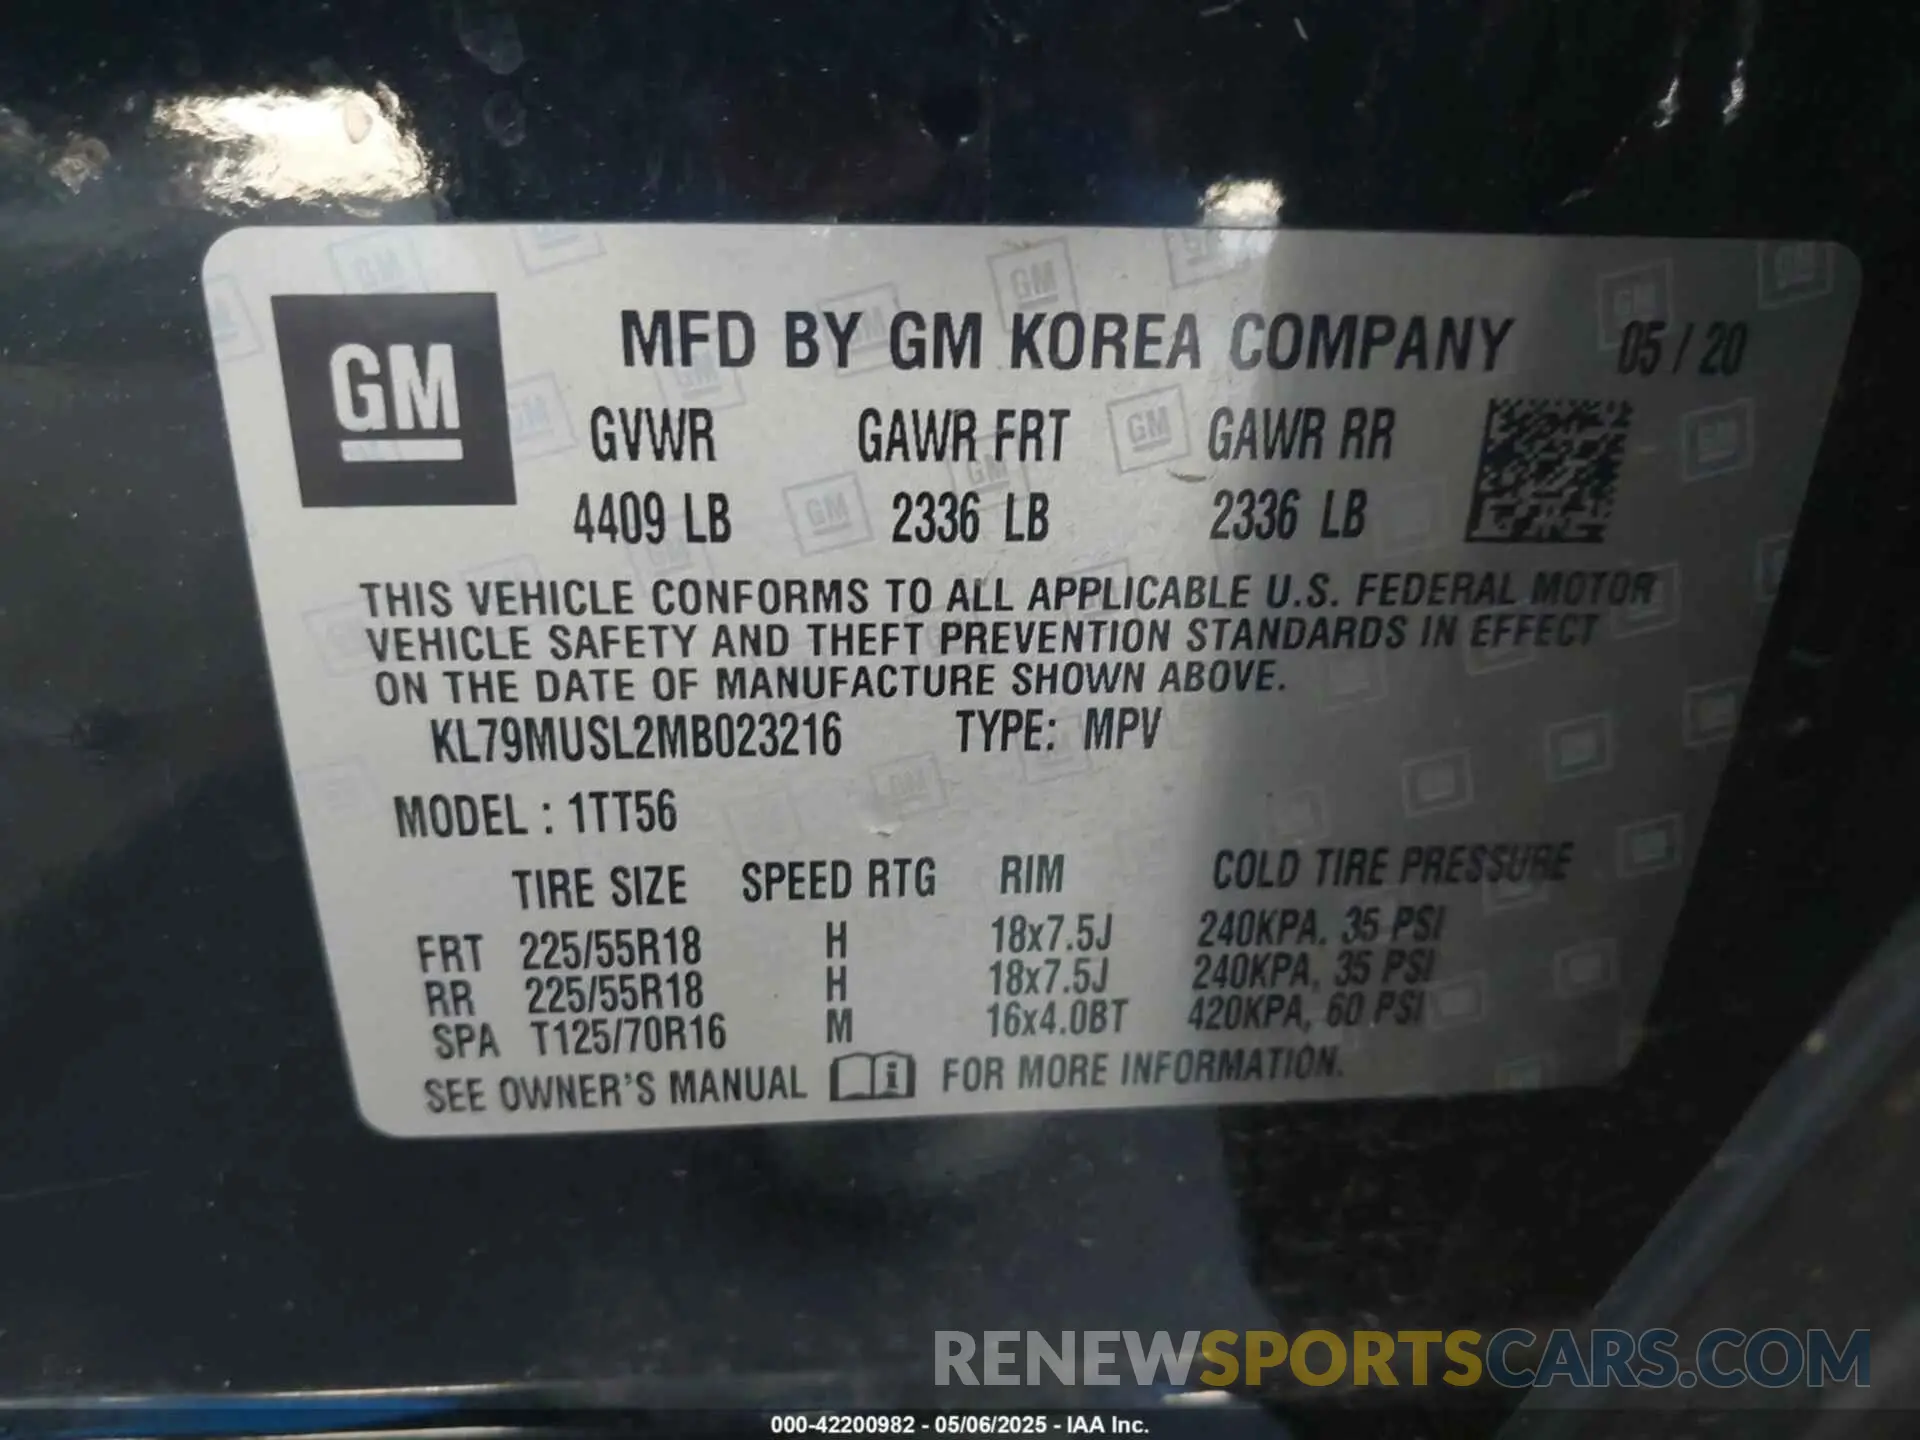 GM
MFD BY GM KOREA COMPANY 05 / 20
GVWR GAWR FRT GAWR RR
4409 LB 2336 LB 2336 LB
THIS VEHICLE CONFORMS TO ALL APPLICABLE U.S. FEDERAL MOTOR
VEHICLE SAFETY AND THEFT PREVENTION STANDARDS IN EFFECT
ON THE DATE OF MANUFACTURE SHOWN ABOVE.
KL79MUSL2MB023216 TYPE: MPV
MODEL : 1TT56
TIRE SIZE SPEED RTG RIM COLD TIRE PRESSURE
FRT 225/55R18 H 18x7.5J 240KPA. 35 PSI
RR 225/55R18 H 18x7.5J 240KPA, 35 PSI
SPA T125/70R16 M 16x4.0BT 420KPA, 60 PSI
SEE OWNER'S MANUAL i FOR MORE INFORMATION.
RENEWSPORTSCARS.COM
000-42200982 - 05/06/2025 - IAA Inc.